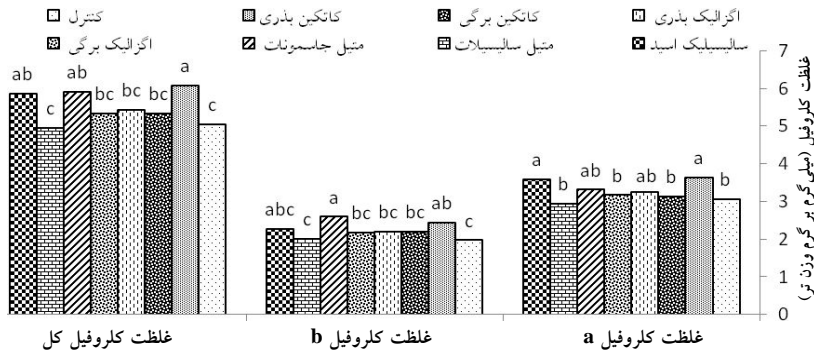 کنترل کاتکین بذری کاتکین برگی اگزالیک بذری
اگزالیک برگی متیل جاسمونات متیل سالیسیلات سالیسیلیک اسید
غلظت کلروفیل (میلی گرم بر گرم وزن تر)
7
6
5
4
3
2
1
0
ab c ab bc bc bc a c
abc c a bc bc bc ab c
a b ab b ab b a b
غلظت کلروفیل a غلظت کلروفیل b غلظت کلروفیل کل